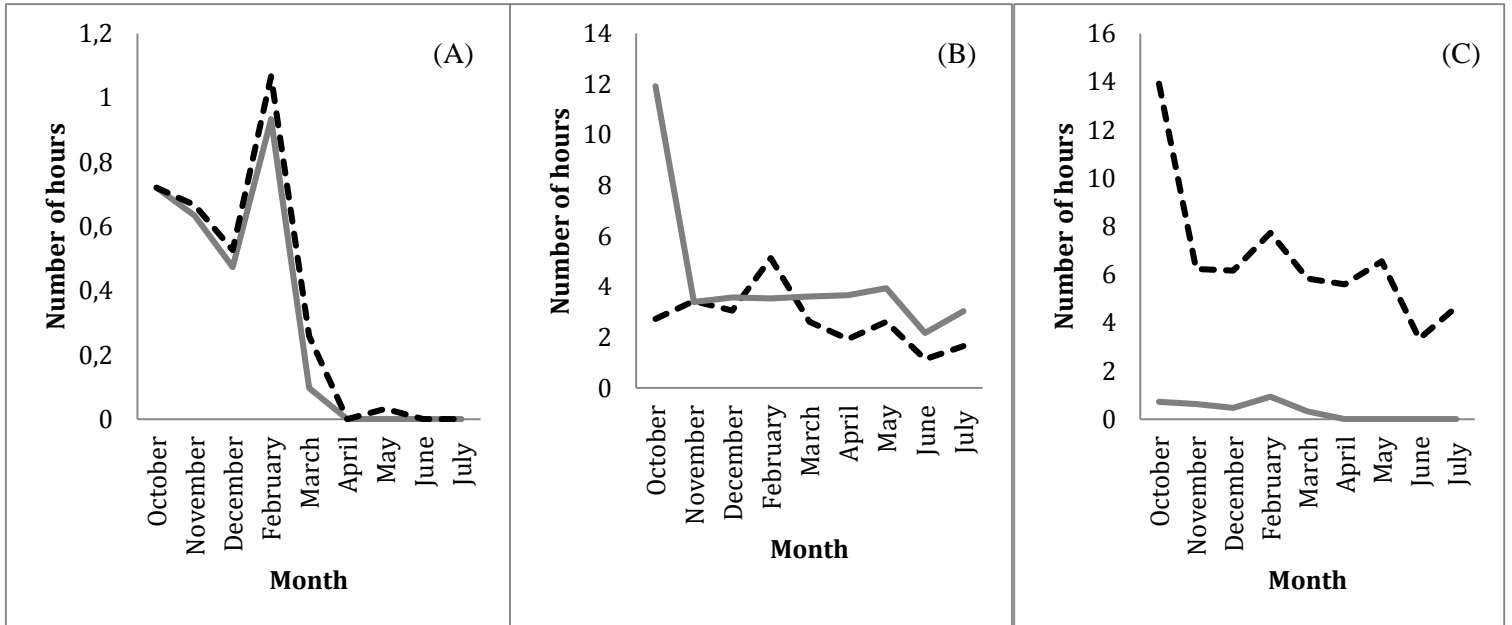 (A)
Number of hours
1,2
1
0,8
0,6
0,4
0,2
0
October
November
December
February
March
April
May
June
July
Month
(B)
Number of hours
14
12
10
8
6
4
2
0
October
November
December
February
March
April
May
June
July
Month
(C)
Number of hours
16
14
12
10
8
6
4
2
0
October
November
December
February
March
April
May
June
July
Month